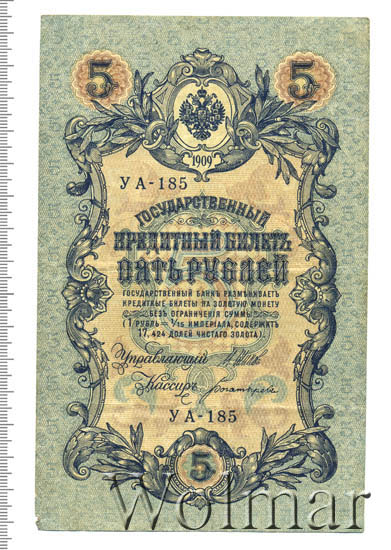 5 5
1909
УА-185
ГОСУДАРСТВЕННЫЙ
КРЕДИТНЫЙ БИЛЕТЪ
ПЯТЬ РУБЛЕЙ
ГОСУДАРСТВЕННЫЙ БАНКЪ РАЗМѢНИВАЕТЪ
КРЕДИТНЫЕ БИЛЕТЫ НА ЗОЛОТУЮ МОНЕТУ
БЕЗЪ ОГРАНИЧЕНІЯ СУММЫ
(1 РУБЛЬ = 1/15 ИМПЕРІАЛА, СОДЕРЖИТЪ
17,424 ДОЛЕЙ ЧИСТАГО ЗОЛОТА)
Управляющій
Кассиръ
УА-185
5
Wolmar